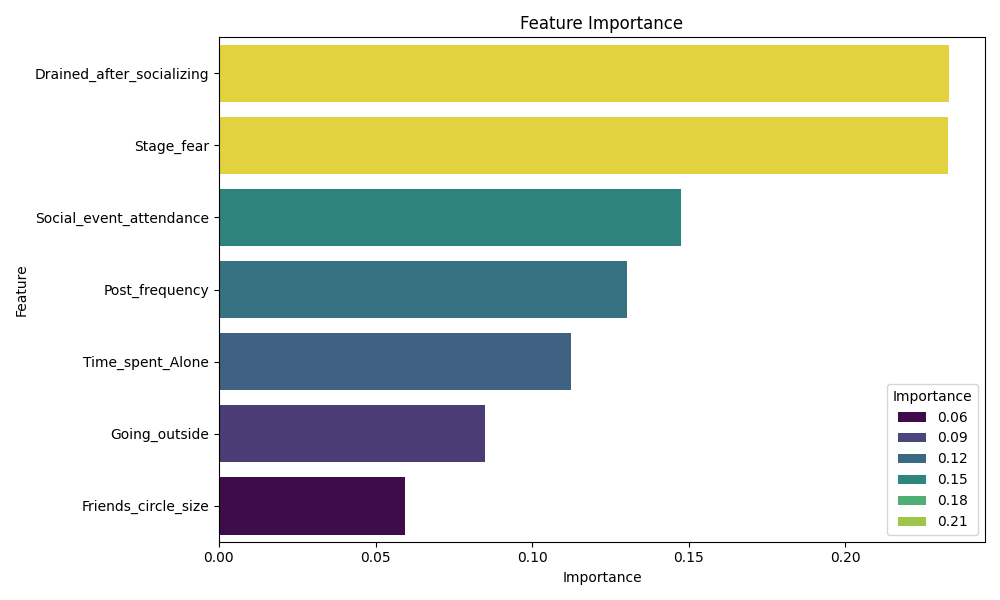 Feature Importance
Feature
Drained_after_socializing
Stage_fear
Social_event_attendance
Post_frequency
Time_spent_Alone
Going_outside
Friends_circle_size
Importance
0.06
0.09
0.12
0.15
0.18
0.21
0.00 0.05 0.10 0.15 0.20
Importance